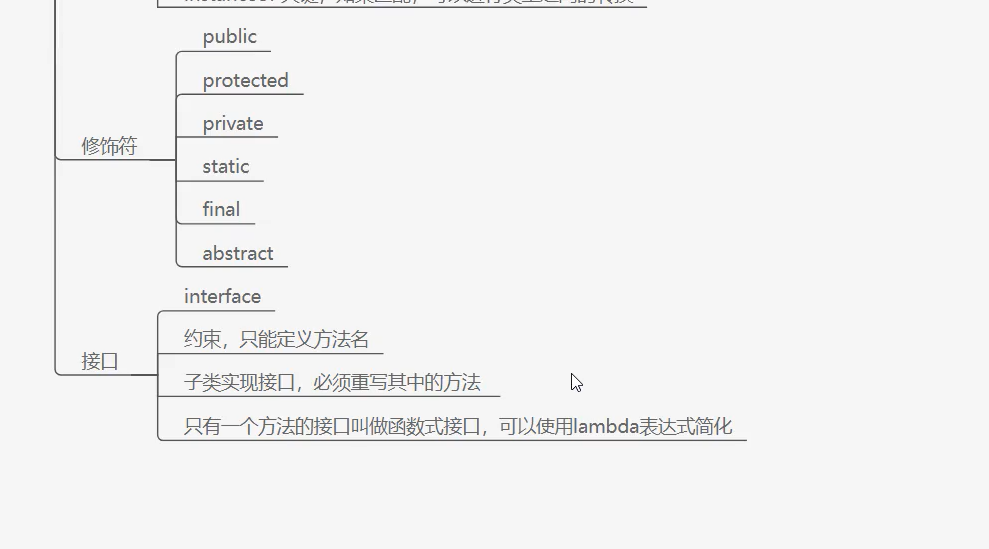 public
protected
private
修饰符
static
final
abstract
interface
约束，只能定义方法名
接口
子类实现接口，必须重写其中的方法
只有一个方法的接口叫做函数式接口，可以使用lambda表达式简化